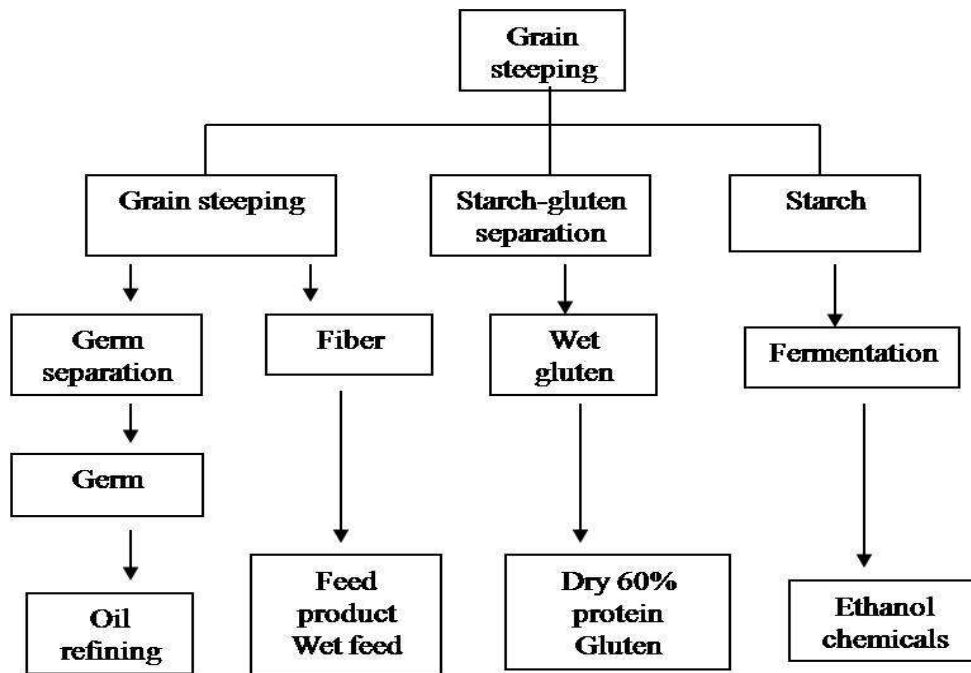 Grain
steeping
Grain steeping
Starch-gluten
separation
Starch
Germ
separation
Fiber
Wet
gluten
Fermentation
Germ
Oil
refining
Feed
product
Wet feed
Dry 60%
protein
Gluten
Ethanol
chemicals